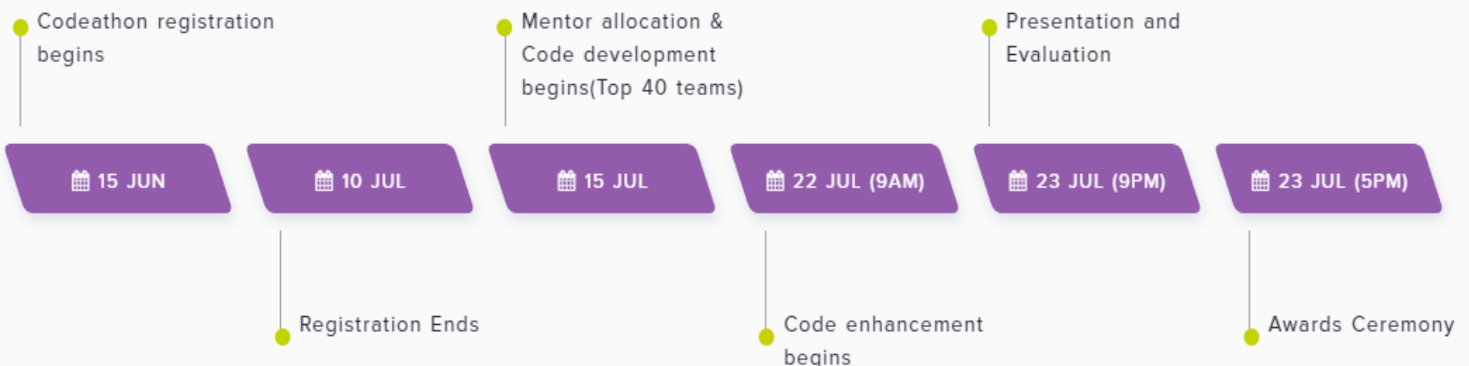 Codeathon registration
begins
Mentor allocation &
Code development
begins(Top 40 teams)
Presentation and
Evaluation
15 JUN
10 JUL
15 JUL
22 JUL (9AM)
23 JUL (9PM)
23 JUL (5PM)
Registration Ends
Code enhancement
begins
Awards Ceremony